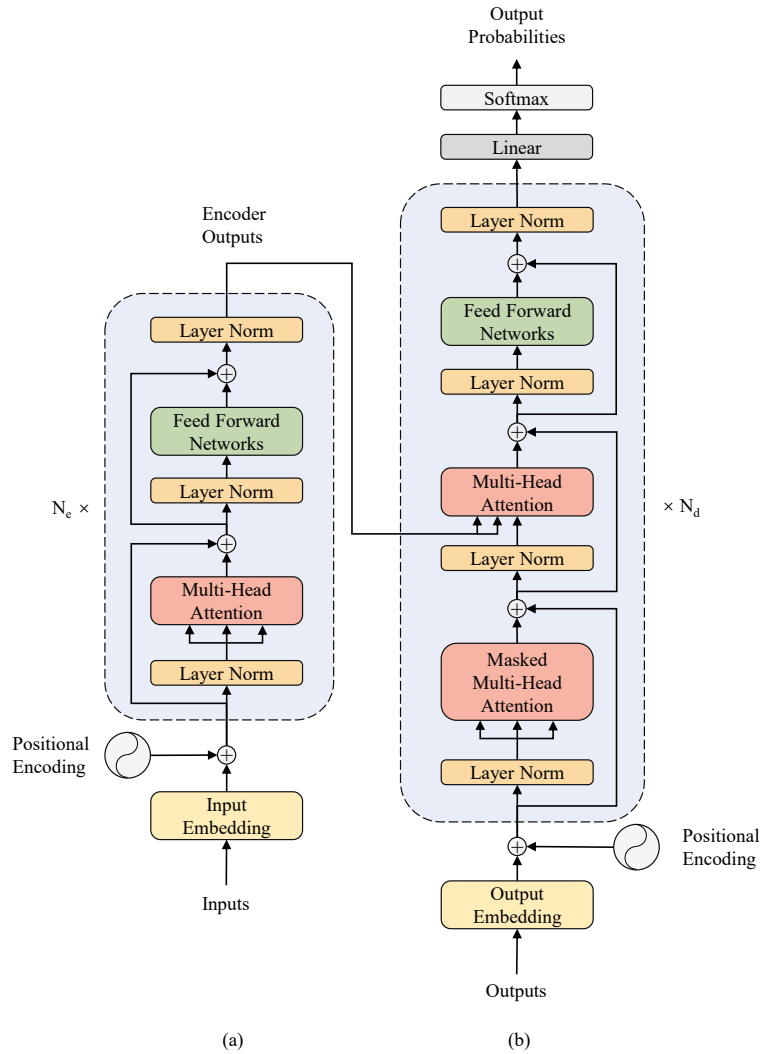 Output
Probabilities
Softmax
Linear
Layer Norm
Feed Forward
Networks
Layer Norm
Multi-Head
Attention
Layer Norm
Masked
Multi-Head
Attention
Layer Norm
× N_d
Positional
Encoding
Output
Embedding
Outputs
(b)
Encoder
Outputs
Layer Norm
Feed Forward
Networks
Layer Norm
N_e ×
Multi-Head
Attention
Layer Norm
Positional
Encoding
Input
Embedding
Inputs
(a)